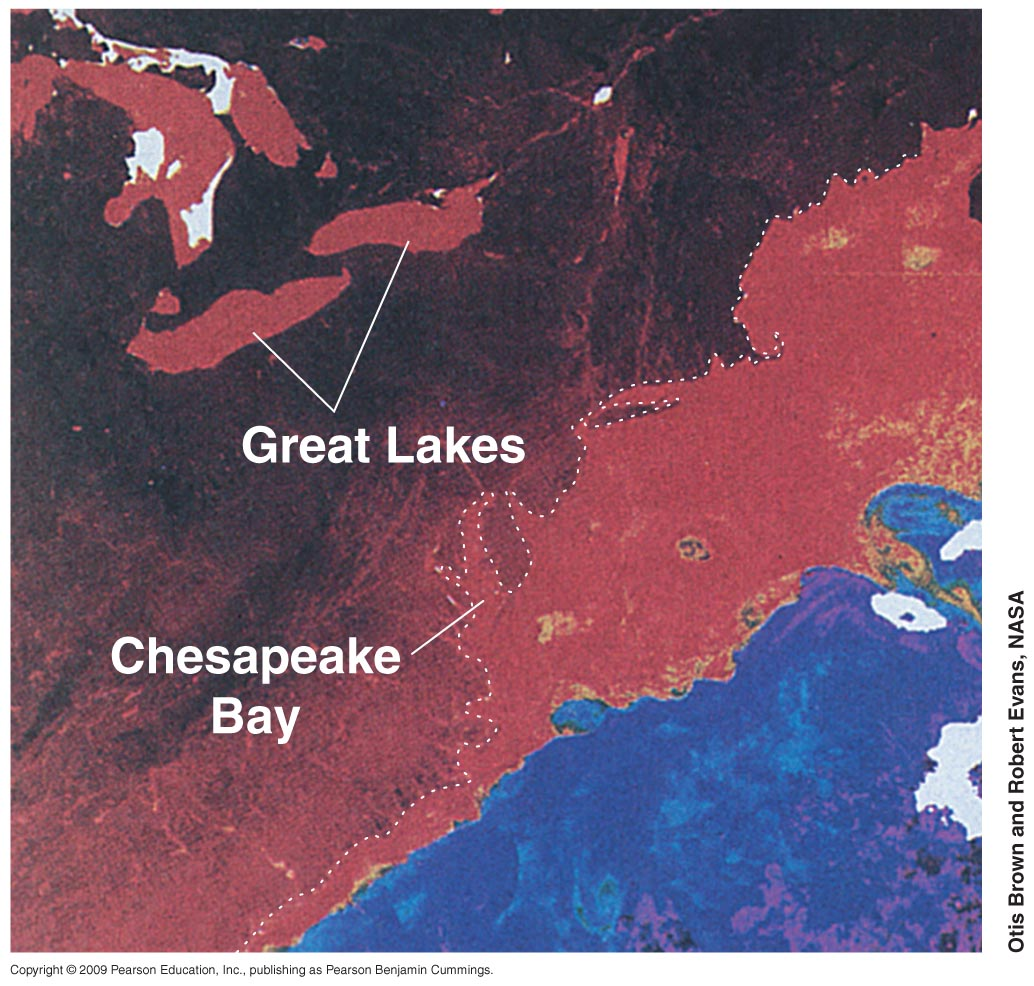 Great Lakes
Chesapeake
Bay
Otis Brown and Robert Evans, NASA
Copyright © 2009 Pearson Education, Inc., publishing as Pearson Benjamin Cummings.